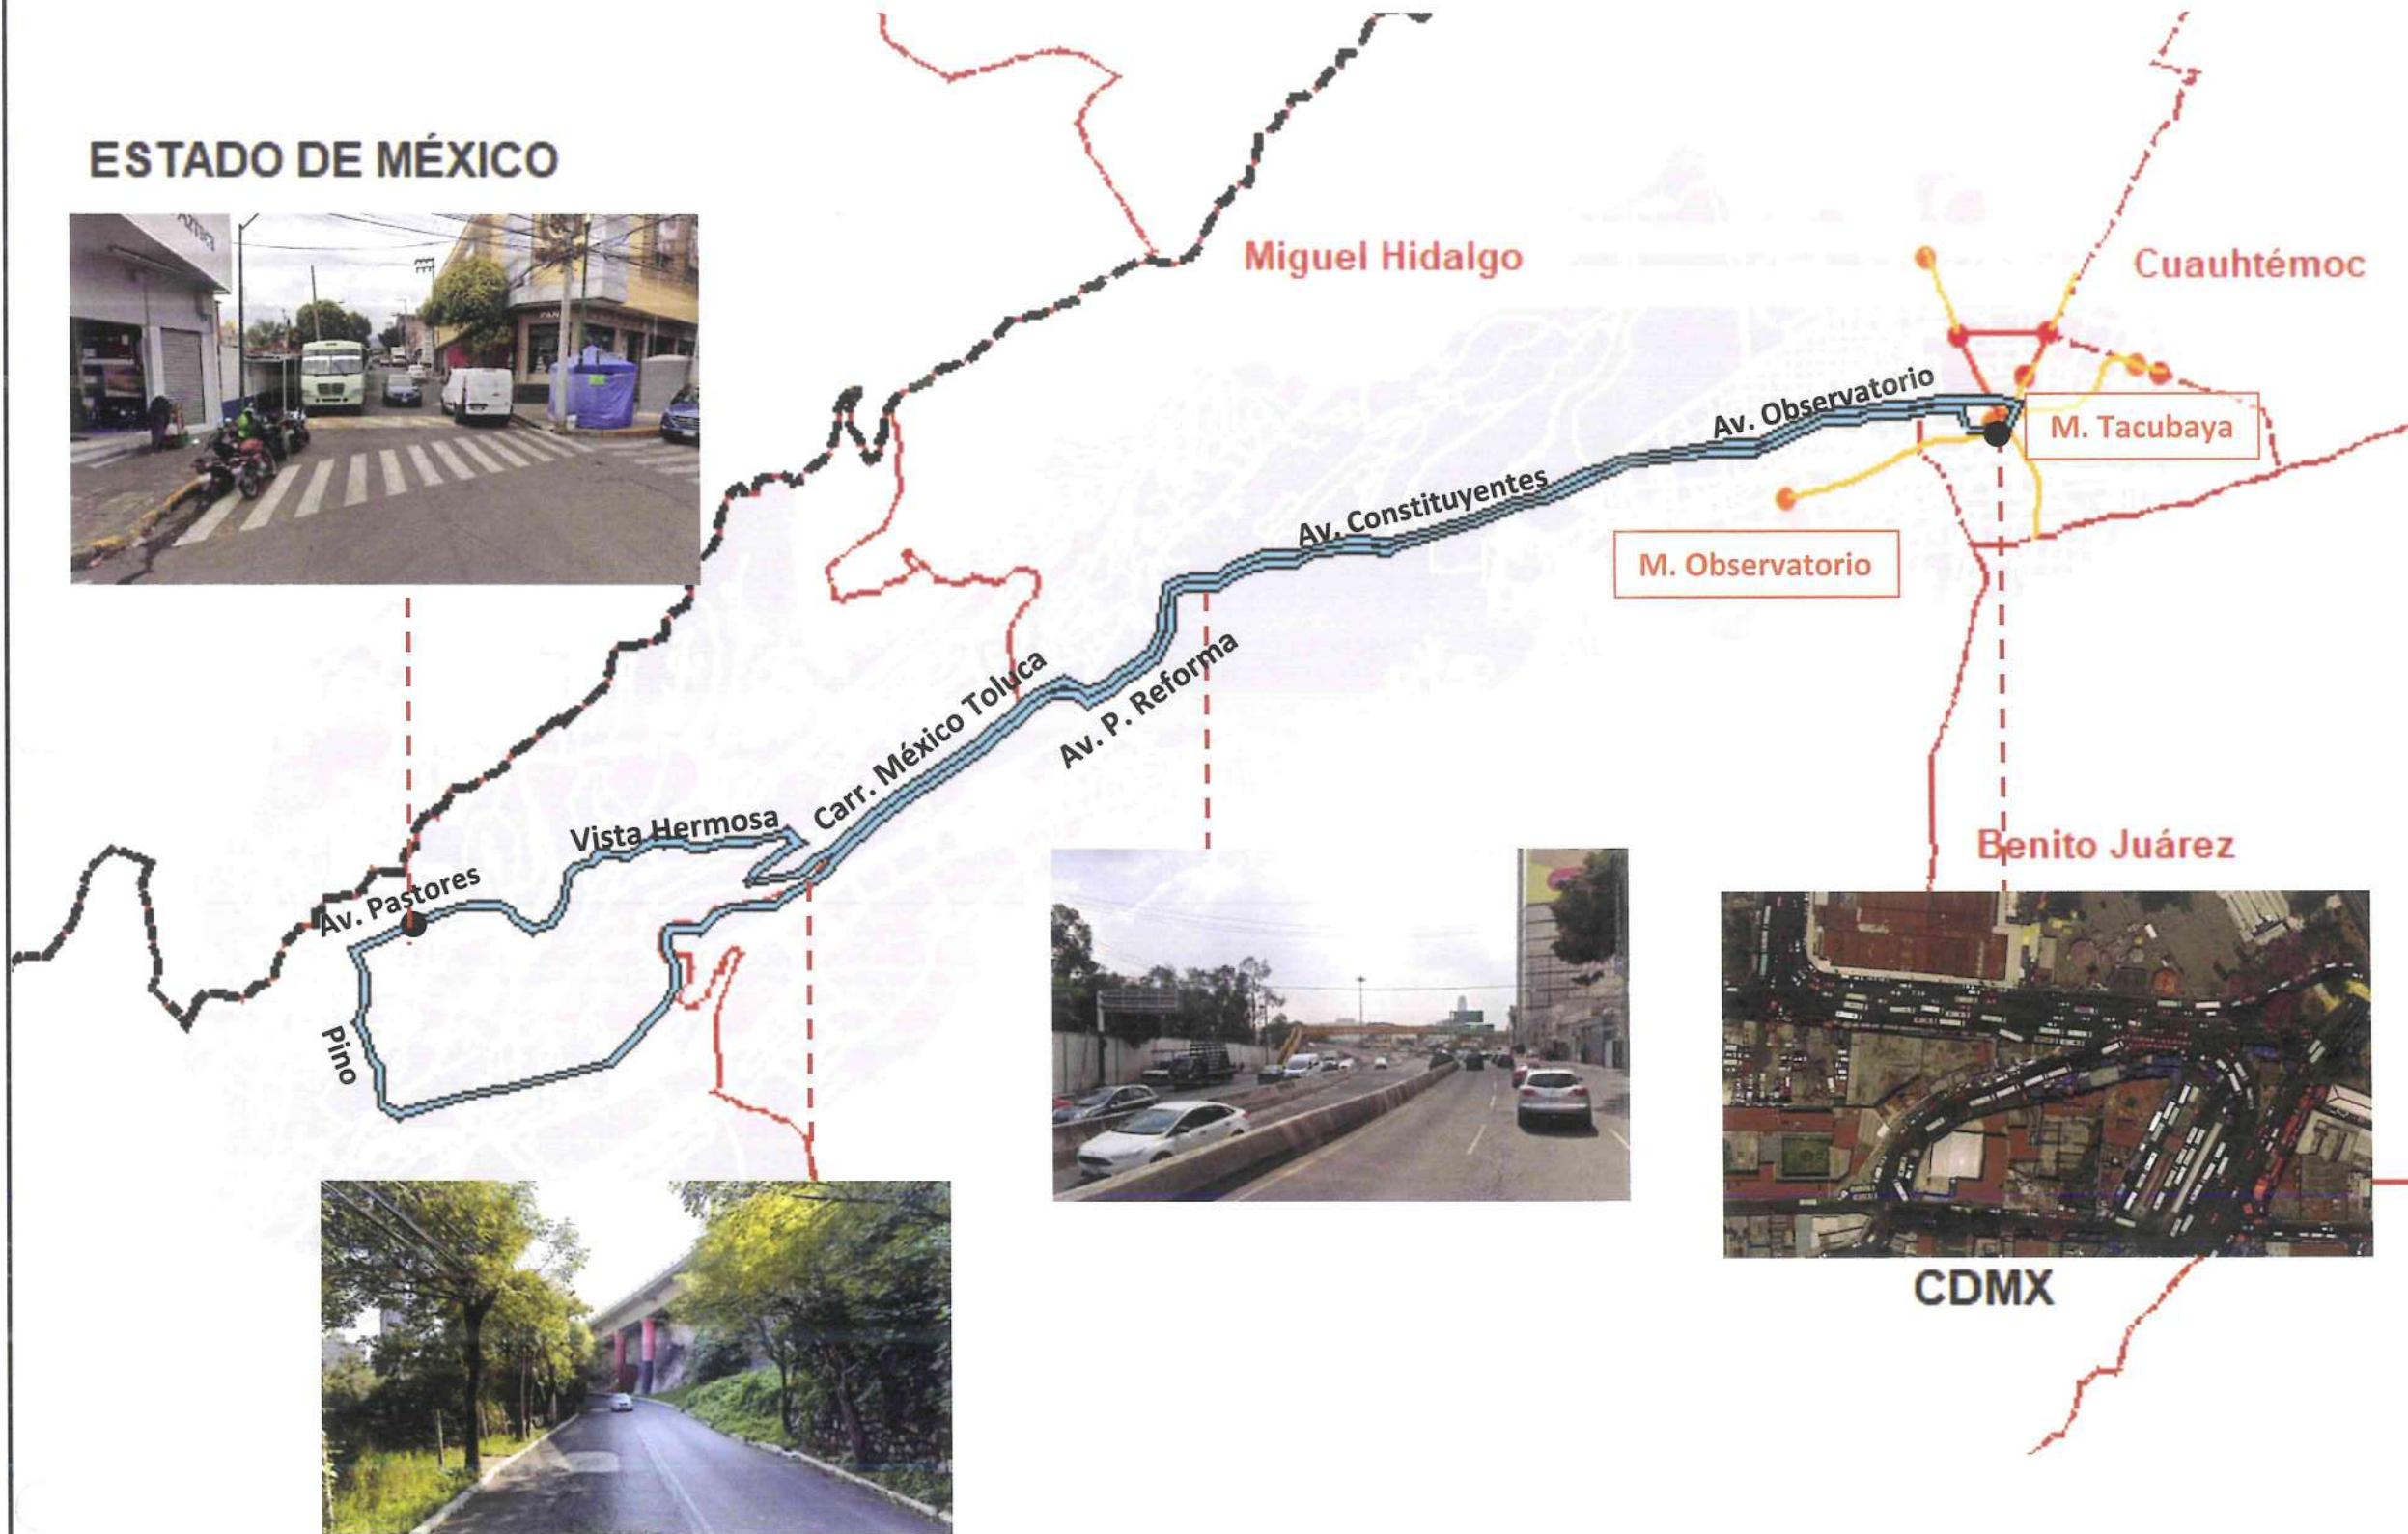 ESTADO DE MÉXICO
Miguel Hidalgo
Cuauhtémoc
Av. Observatorio
M. Tacubaya
Av. Constituyentes
M. Observatorio
Carr. México Toluca
Av. P. Reforma
Vista Hermosa
Benito Juárez
Av. Pastores
Pino
CDMX